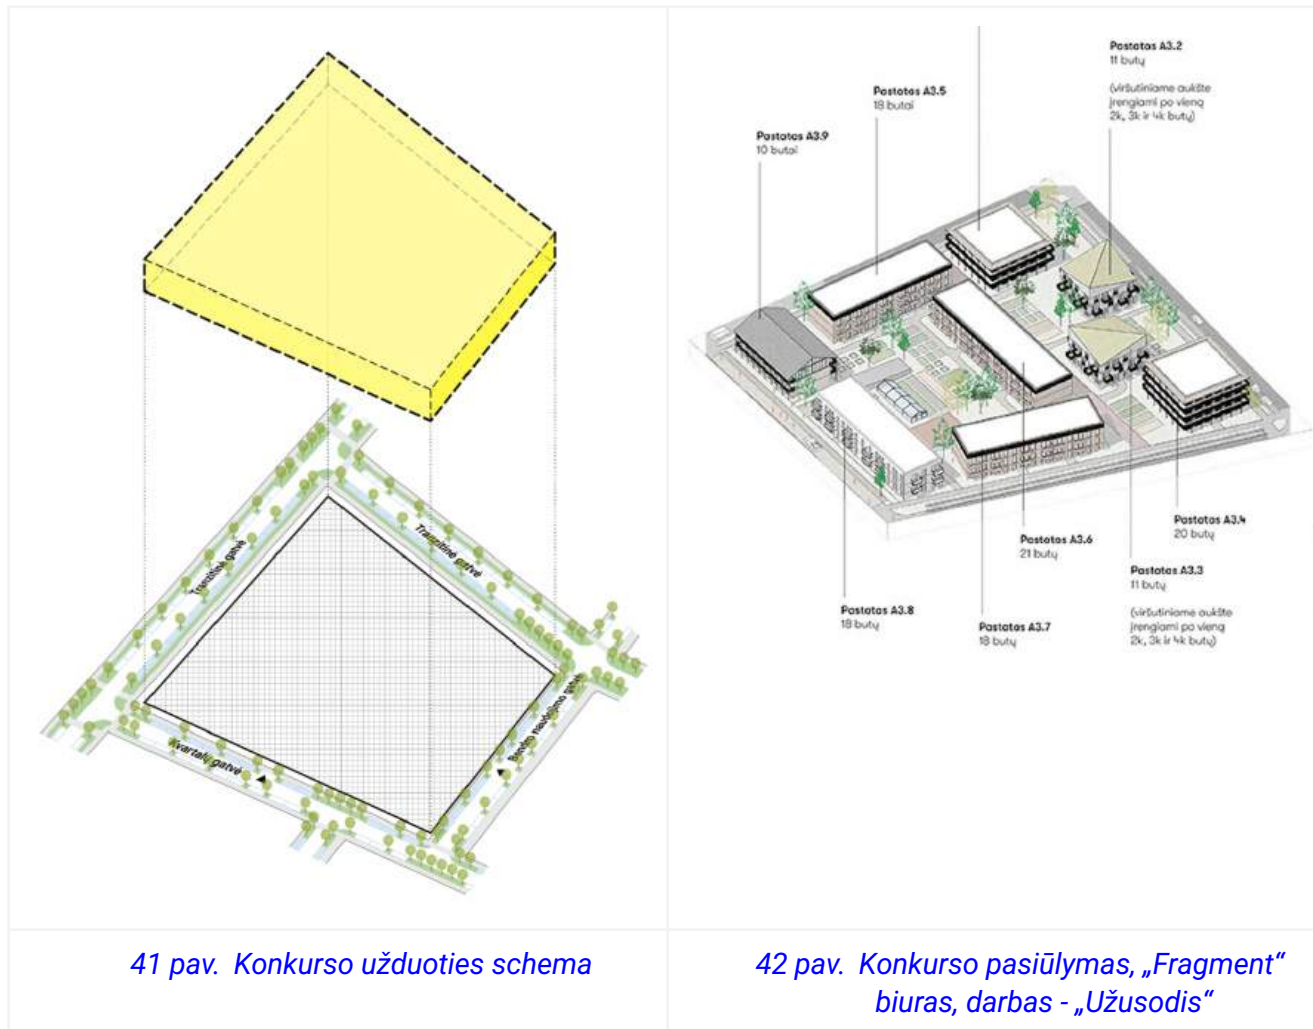 Tranzitinė gatvė
Tranzitinė gatvė
Kvartalų gatvė
Bendro naudojimo gatvė
41 pav. Konkurso užduoties schema
Pastatas A3.2
11 butų
(viršutiniame aukšte
įrengiami po vieną
2k, 3k ir 4k butų)
Pastatas A3.5
18 butai
Pastatas A3.9
10 butai
Pastatas A3.4
20 butų
Pastatas A3.6
21 butų
Pastatas A3.3
11 butų
(viršutiniame aukšte
įrengiami po vieną
2k, 3k ir 4k butų)
Pastatas A3.8
18 butų
Pastatas A3.7
18 butų
42 pav. Konkurso pasiūlymas, „Fragment“
biuras, darbas - „Užusodis“